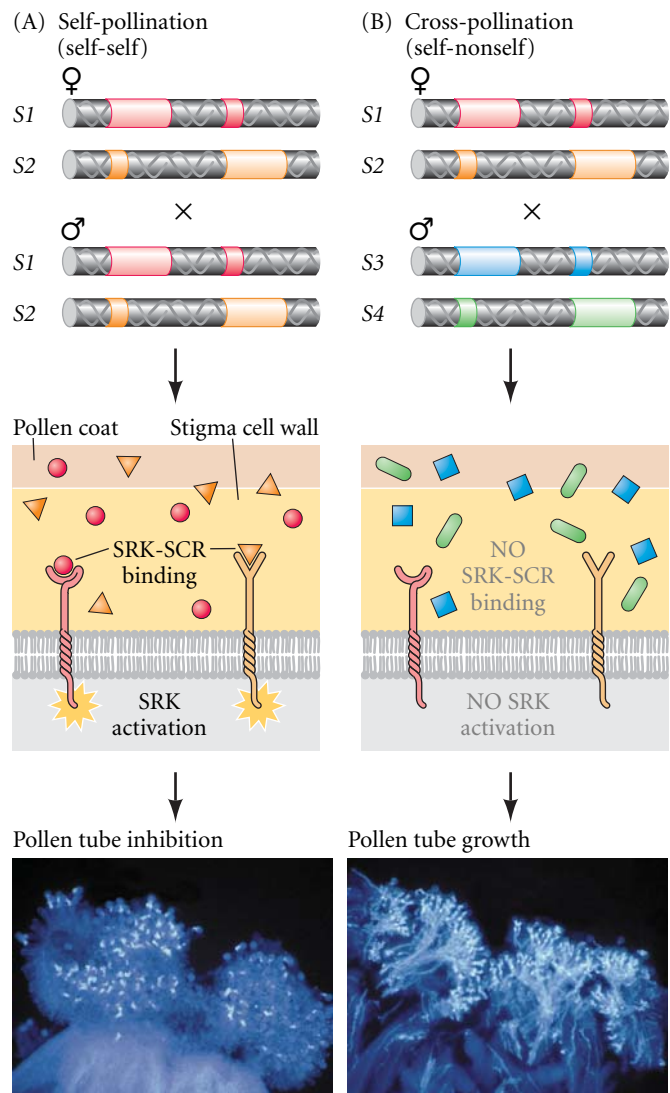 (A) Self-pollination
(self-self)
♀
S1
S2
×
♂
S1
S2
Pollen coat
Stigma cell wall
SRK-SCR
binding
SRK
activation
Pollen tube inhibition
(B) Cross-pollination
(self-nonself)
♀
S1
S2
×
♂
S3
S4
NO
SRK-SCR
binding
NO SRK
activation
Pollen tube growth